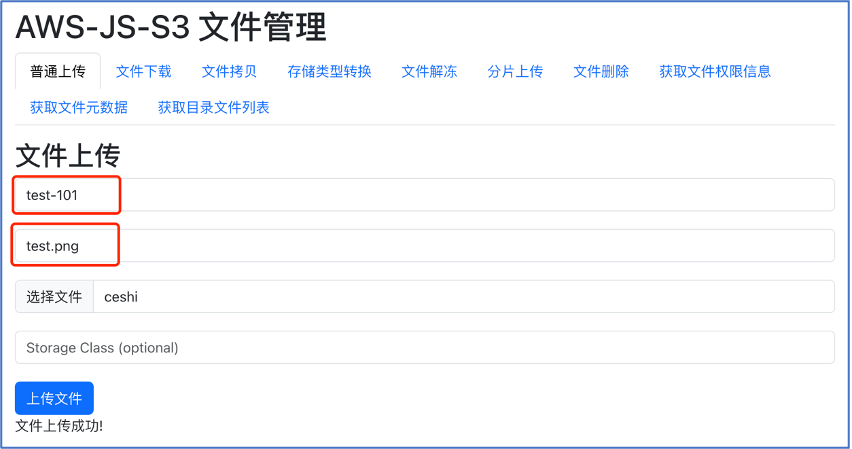 AWS-JS-S3 文件管理
普通上传 文件下载 文件拷贝 存储类型转换 文件解冻 分片上传 文件删除 获取文件权限信息
获取文件元数据 获取目录文件列表
文件上传
test-101
test.png
选择文件 ceshi
Storage Class (optional)
上传文件
文件上传成功!